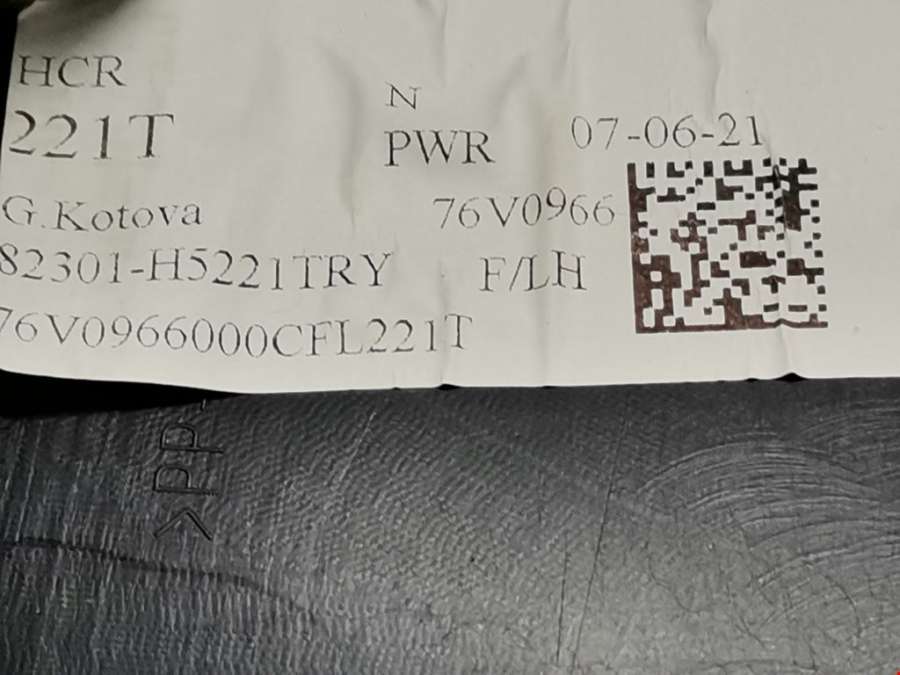 HCR
221T
N
PWR
07-06-21
G.Kotova
76V0966
82301-H5221TRY
F/LH
76V0966000CFL221T
>PP-